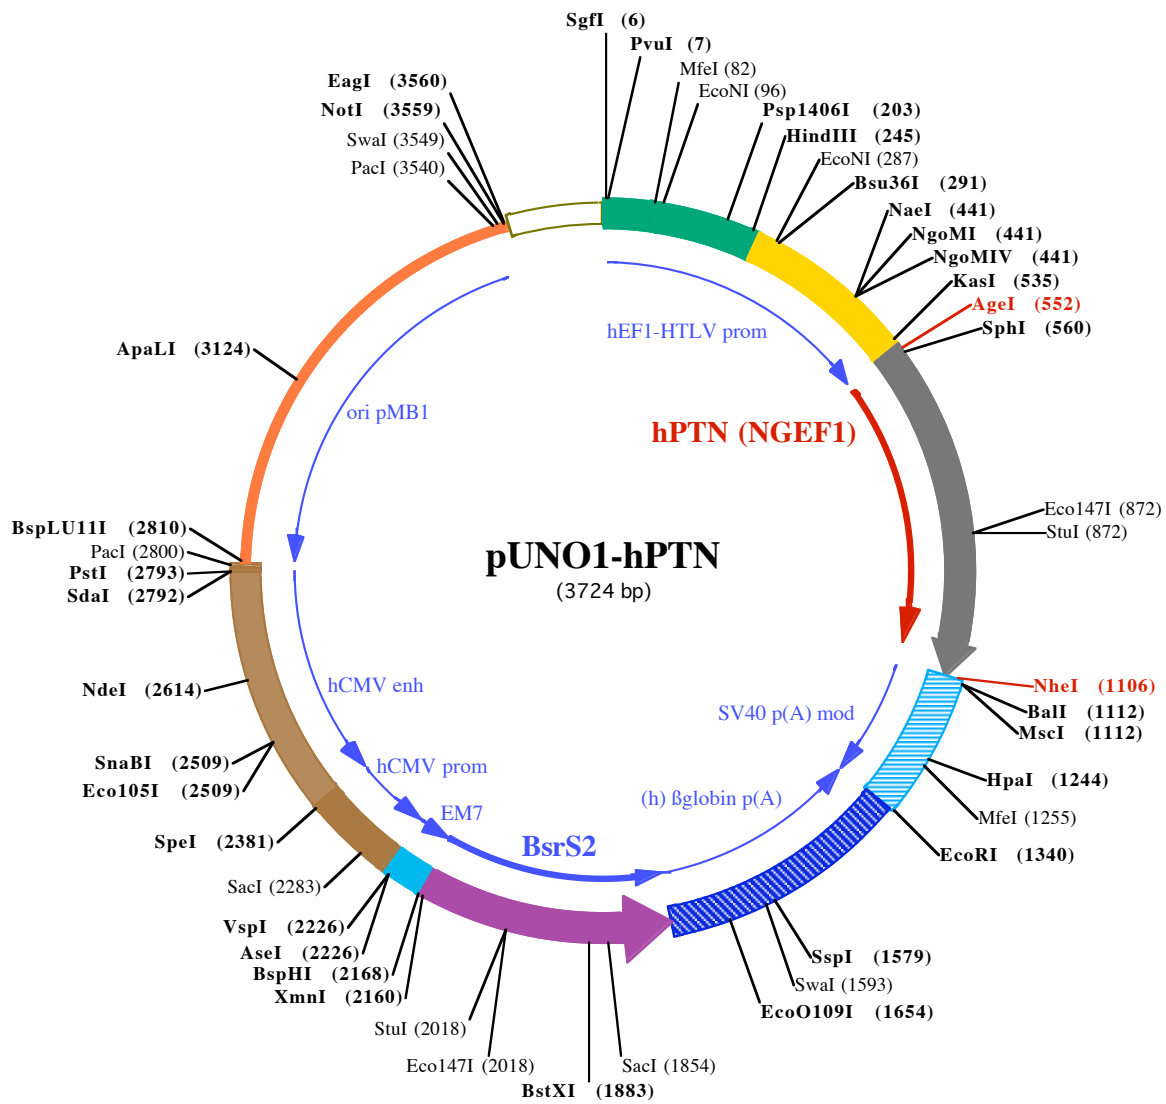 SgfI (6)
PvuI (7)
MfeI (82)
EcoNI (96)
Psp1406I (203)
HindIII (245)
EcoNI (287)
Bsu36I (291)
NaeI (441)
NgoMI (441)
NgoMIV (441)
KasI (535)
AgeI (552)
SphI (560)
Eco147I (872)
StuI (872)
NheI (1106)
BalI (1112)
MscI (1112)
HpaI (1244)
MfeI (1255)
EcoRI (1340)
SspI (1579)
SwaI (1593)
EcoO109I (1654)
SacI (1854)
BstXI (1883)
Eco147I (2018)
StuI (2018)
XmnI (2160)
BspHI (2168)
AseI (2226)
VspI (2226)
SacI (2283)
SpeI (2381)
Eco105I (2509)
SnaBI (2509)
NdeI (2614)
SdaI (2792)
PstI (2793)
PacI (2800)
BspLU11I (2810)
ApaLI (3124)
PacI (3540)
SwaI (3549)
NotI (3559)
EagI (3560)
hEF1-HTLV prom
hPTN (NGEF1)
SV40 p(A) mod
(h) ßglobin p(A)
BsrS2
EM7
hCMV prom
hCMV enh
ori pMB1
pUNO1-hPTN
(3724 bp)